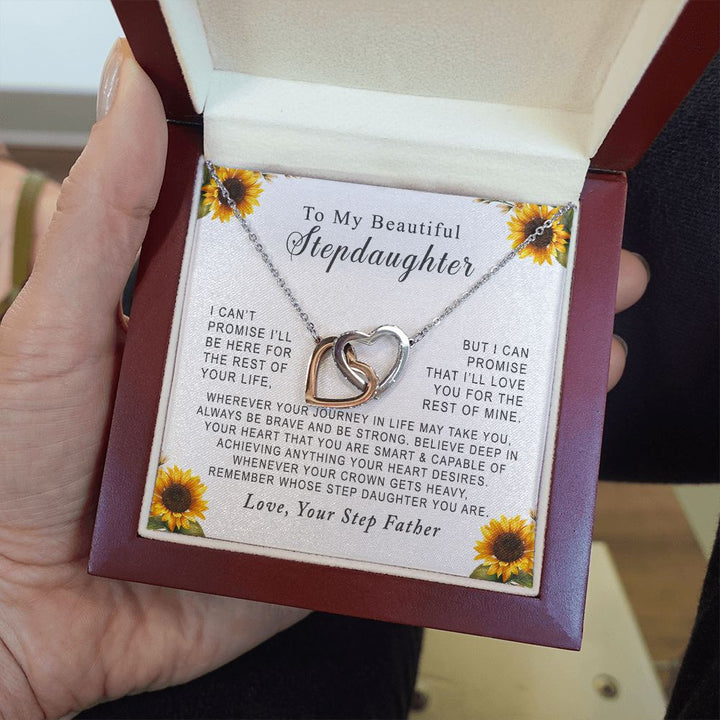 To My Beautiful
Stepdaughter
I CAN'T
PROMISE I'LL
BE HERE FOR
THE REST OF
YOUR LIFE,
BUT I CAN
PROMISE
THAT I'LL LOVE
YOU FOR THE
REST OF MINE.
WHEREVER YOUR JOURNEY IN LIFE MAY TAKE YOU,
ALWAYS BE BRAVE AND BE STRONG. BELIEVE DEEP IN
YOUR HEART THAT YOU ARE SMART & CAPABLE OF
ACHIEVING ANYTHING YOUR HEART DESIRES.
WHENEVER YOUR CROWN GETS HEAVY,
REMEMBER WHOSE STEP DAUGHTER YOU ARE.
Love, Your Step Father